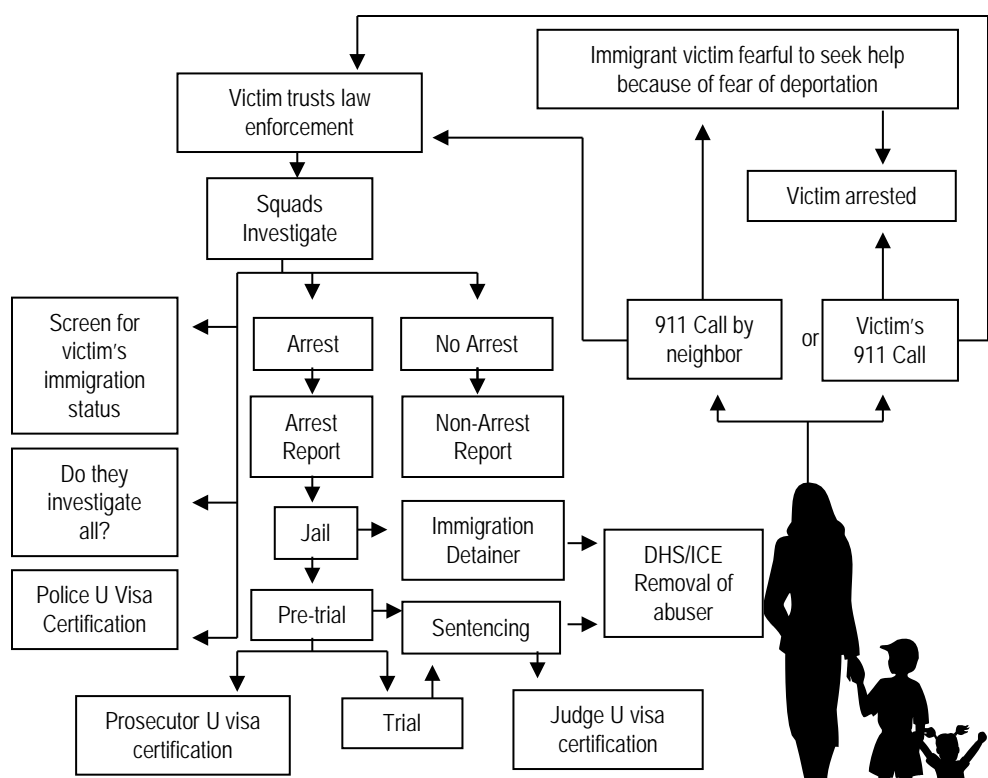 Immigrant victim fearful to seek help
because of fear of deportation
Victim trusts law
enforcement
Victim arrested
Squads
Investigate
911 Call by
neighbor
or
Victim's
911 Call
Screen for
victim's
immigration
status
Arrest
No Arrest
Arrest
Report
Non-Arrest
Report
Do they
investigate
all?
Jail
Immigration
Detainer
DHS/ICE
Removal of
abuser
Police U Visa
Certification
Pre-trial
Sentencing
Prosecutor U visa
certification
Trial
Judge U visa
certification